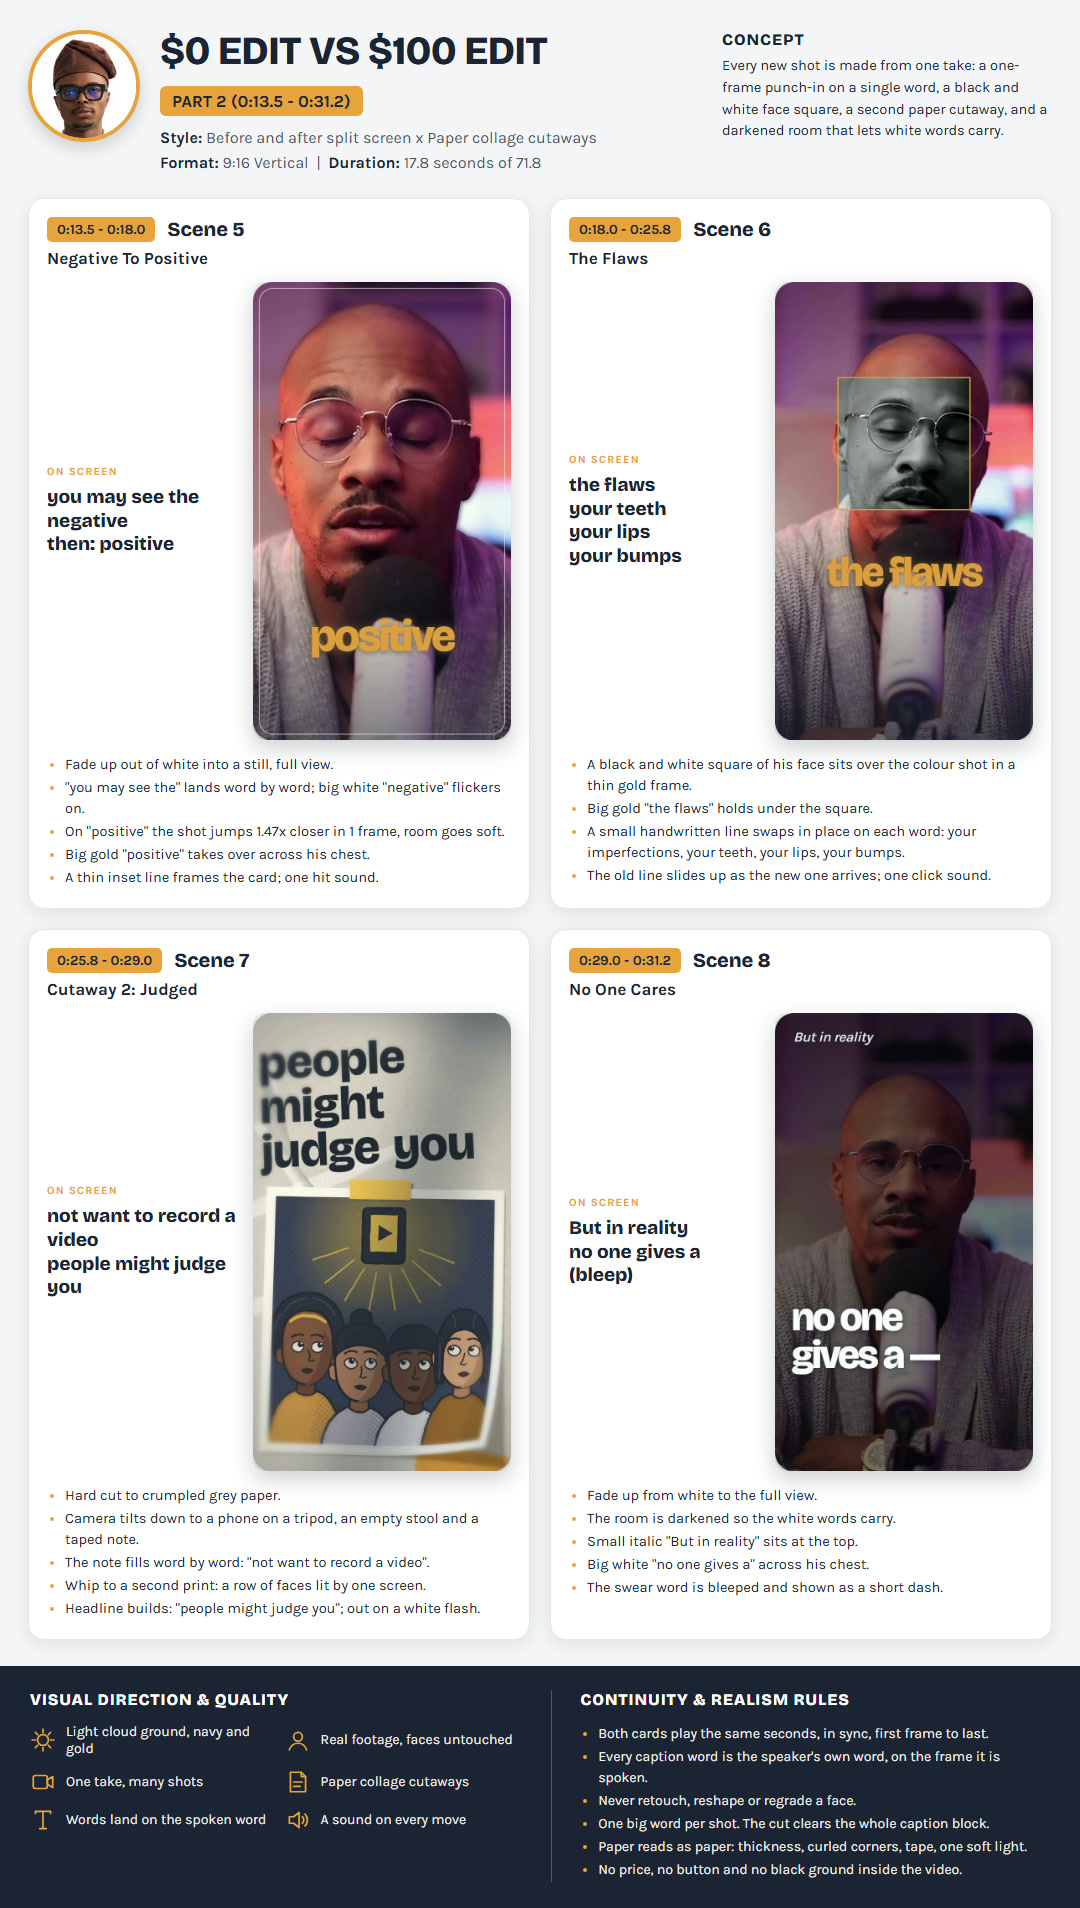 $0 EDIT VS $100 EDIT
PART 2 (0:13.5 - 0:31.2)
Style: Before and after split screen x Paper collage cutaways
Format: 9:16 Vertical | Duration: 17.8 seconds of 71.8
CONCEPT
Every new shot is made from one take: a one-
frame punch-in on a single word, a black and
white face square, a second paper cutaway, and a
darkened room that lets white words carry.
0:13.5 - 0:18.0 Scene 5
Negative To Positive
ON SCREEN
you may see the
negative
then: positive
positive
• Fade up out of white into a still, full view.
• "you may see the" lands word by word; big white "negative" flickers
on.
• On "positive" the shot jumps 1.47x closer in 1 frame, room goes soft.
• Big gold "positive" takes over across his chest.
• A thin inset line frames the card; one hit sound.
0:18.0 - 0:25.8 Scene 6
The Flaws
ON SCREEN
the flaws
your teeth
your lips
your bumps
the flaws
• A black and white square of his face sits over the colour shot in a
thin gold frame.
• Big gold "the flaws" holds under the square.
• A small handwritten line swaps in place on each word: your
imperfections, your teeth, your lips, your bumps.
• The old line slides up as the new one arrives; one click sound.
0:25.8 - 0:29.0 Scene 7
Cutaway 2: Judged
ON SCREEN
not want to record a
video
people might judge
you
people
might
judge you
• Hard cut to crumpled grey paper.
• Camera tilts down to a phone on a tripod, an empty stool and a
taped note.
• The note fills word by word: "not want to record a video".
• Whip to a second print: a row of faces lit by one screen.
• Headline builds: "people might judge you"; out on a white flash.
0:29.0 - 0:31.2 Scene 8
No One Cares
ON SCREEN
But in reality
no one gives a
(bleep)
But in reality
no one
gives a —
• Fade up from white to the full view.
• The room is darkened so the white words carry.
• Small italic "But in reality" sits at the top.
• Big white "no one gives a" across his chest.
• The swear word is bleeped and shown as a short dash.
VISUAL DIRECTION & QUALITY
Light cloud ground, navy and
gold
Real footage, faces untouched
One take, many shots
Paper collage cutaways
Words land on the spoken word
A sound on every move
CONTINUITY & REALISM RULES
• Both cards play the same seconds, in sync, first frame to last.
• Every caption word is the speaker's own word, on the frame it is
spoken.
• Never retouch, reshape or regrade a face.
• One big word per shot. The cut clears the whole caption block.
• Paper reads as paper: thickness, curled corners, tape, one soft light.
• No price, no button and no black ground inside the video.